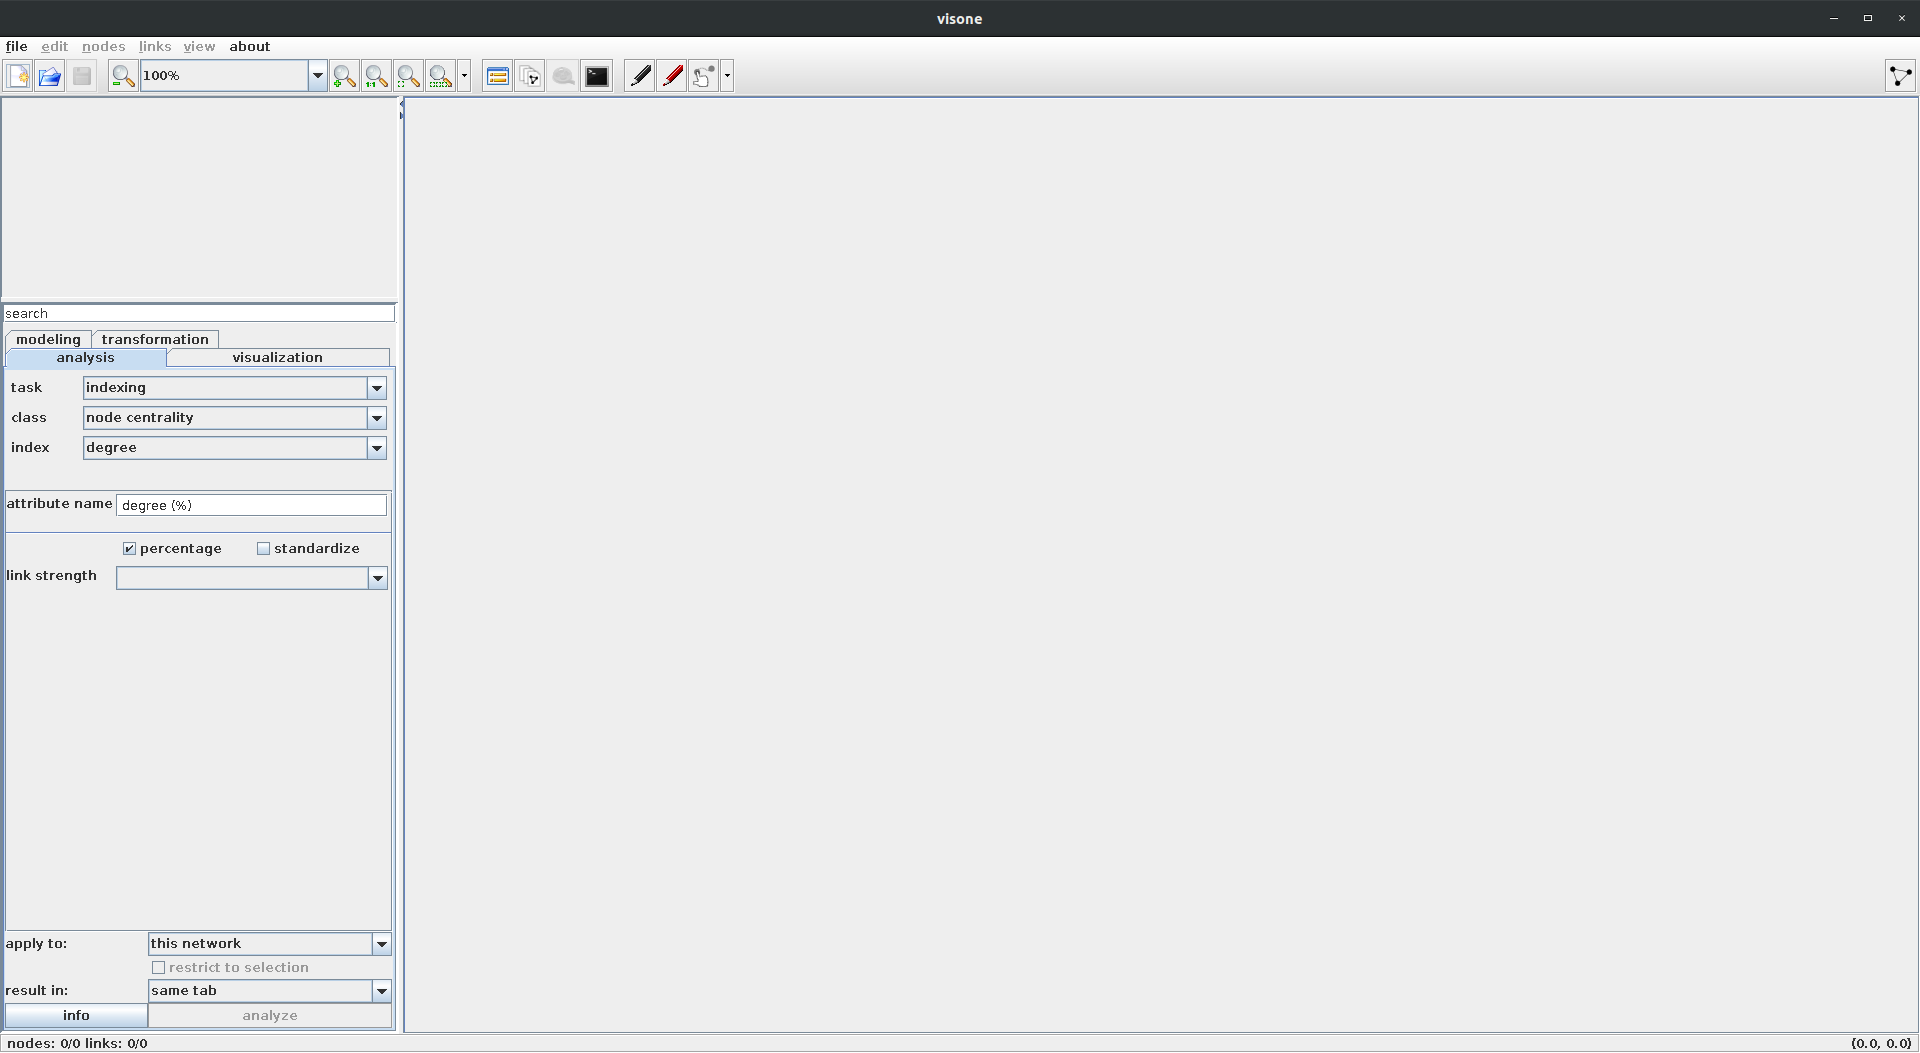 visone
file edit nodes links view about
100%
search
modeling transformation
analysis visualization
task indexing
class node centrality
index degree
attribute name degree (%)
percentage standardize
link strength
apply to: this network
restrict to selection
result in: same tab
info analyze
nodes: 0/0 links: 0/0 (0.0, 0.0)